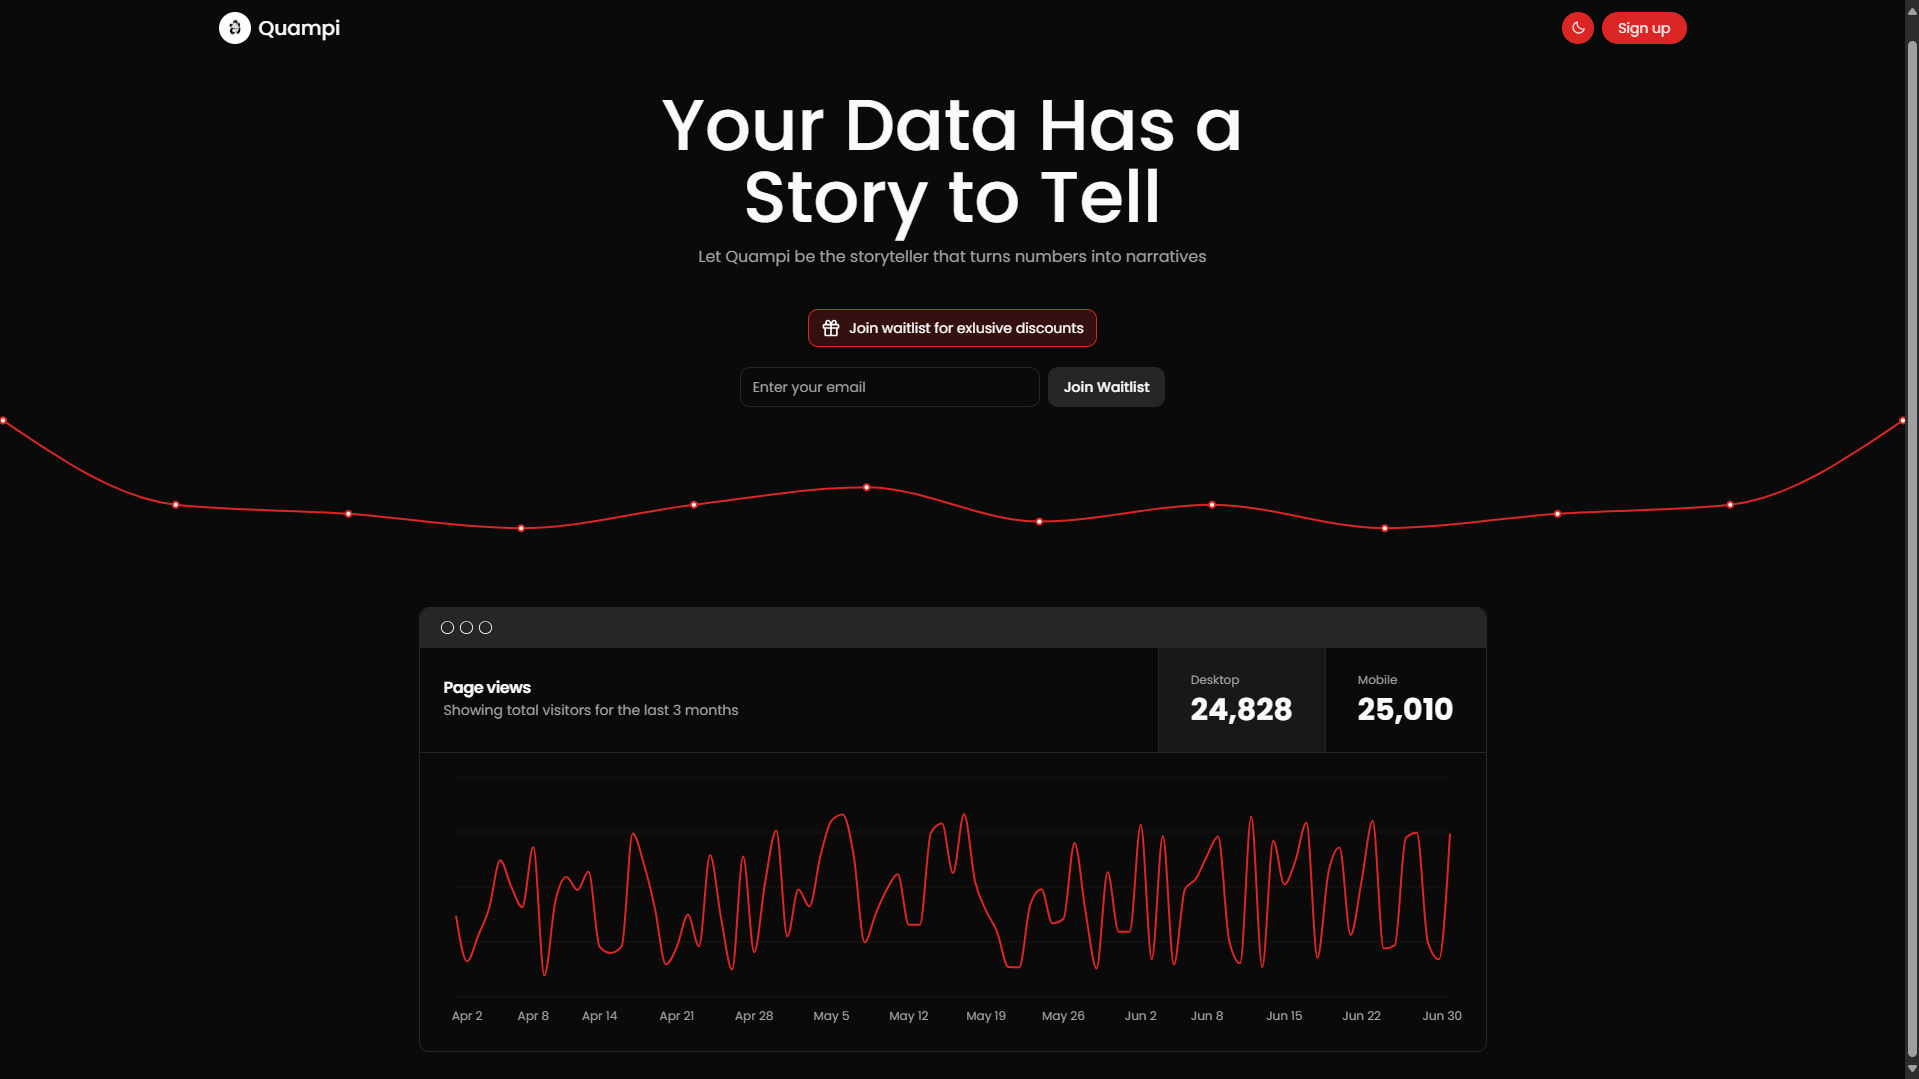 Quampi
Sign up
Your Data Has a
Story to Tell
Let Quampi be the storyteller that turns numbers into narratives
Join waitlist for exlusive discounts
Enter your email
Join Waitlist
Page views
Showing total visitors for the last 3 months
Desktop
24,828
Mobile
25,010
Apr 2 Apr 8 Apr 14 Apr 21 Apr 28 May 5 May 12 May 19 May 26 Jun 2 Jun 8 Jun 15 Jun 22 Jun 30